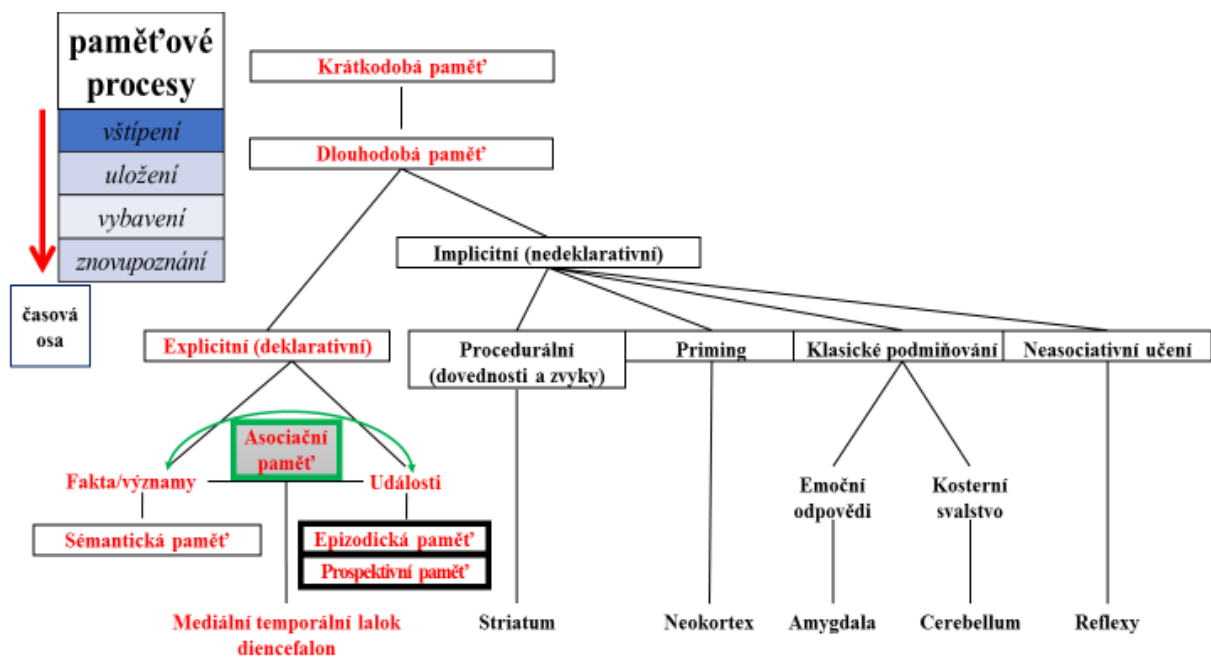 paměťové
procesy
vštípení
uložení
vybavení
znovupoznání
časová
osa
Krátkodobá paměť
Dlouhodobá paměť
Implicitní (nedeklarativní)
Explicitní (deklarativní)
Procedurální
(dovednosti a zvyky)
Priming
Klasické podmiňování
Neasociativní učení
Asociační
paměť
Fakta/významy
Události
Sémantická paměť
Epizodická paměť
Prospektivní paměť
Emoční
odpovědi
Kosterní
svalstvo
Mediální temporální lalok
diencefalon
Striatum
Neokortex
Amygdala
Cerebellum
Reflexy